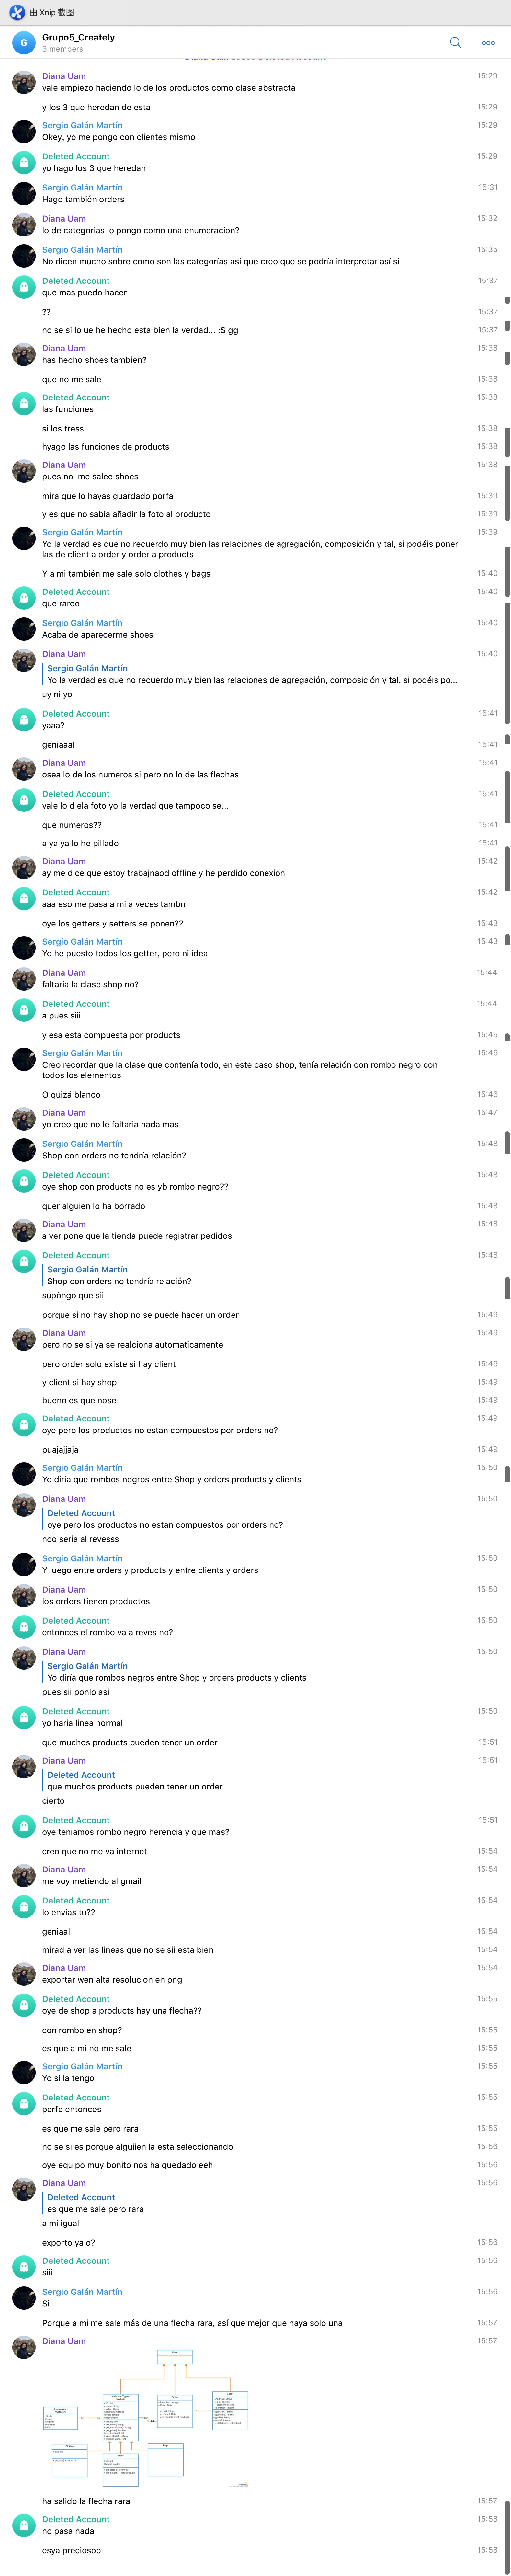 由 Xnip 截图
G
Grupo5_Creately
3 members
Diana Uam
15:29
vale empiezo haciendo lo de los productos como clase abstracta
y los 3 que heredan de esta
15:29
Sergio Galán Martín
15:29
Okey, yo me pongo con clientes mismo
Deleted Account
15:29
yo hago los 3 que heredan
Sergio Galán Martín
15:31
Hago también orders
Diana Uam
15:32
lo de categorias lo pongo como una enumeracion?
Sergio Galán Martín
15:35
No dicen mucho sobre como son las categorías así que creo que se podría interpretar así si
Deleted Account
15:37
que mas puedo hacer
??
15:37
no se si lo ue he hecho esta bien la verdad... :S gg
15:37
Diana Uam
15:38
has hecho shoes tambien?
que no me sale
15:38
Deleted Account
15:38
las funciones
si los tress
15:38
hyago las funciones de products
15:38
Diana Uam
15:38
pues no me salee shoes
mira que lo hayas guardado porfa
15:39
y es que no sabia añadir la foto al producto
15:39
Sergio Galán Martín
15:39
Yo la verdad es que no recuerdo muy bien las relaciones de agregación, composición y tal, si podéis poner
las de client a order y order a products
Y a mi también me sale solo clothes y bags
15:40
Deleted Account
15:40
que raroo
Sergio Galán Martín
15:40
Acaba de aparecerme shoes
Diana Uam
15:40
Sergio Galán Martín
Yo la verdad es que no recuerdo muy bien las relaciones de agregación, composición y tal, si podéis po...
uy ni yo
Deleted Account
15:41
yaaa?
geniaaal
15:41
Diana Uam
15:41
osea lo de los numeros si pero no lo de las flechas
Deleted Account
15:41
vale lo d ela foto yo la verdad que tampoco se...
que numeros??
15:41
a ya ya lo he pillado
15:41
Diana Uam
15:42
ay me dice que estoy trabajnaod offline y he perdido conexion
Deleted Account
15:42
aaa eso me pasa a mi a veces tambn
oye los getters y setters se ponen??
15:43
Sergio Galán Martín
15:43
Yo he puesto todos los getter, pero ni idea
Diana Uam
15:44
faltaria la clase shop no?
Deleted Account
15:44
a pues siii
y esa esta compuesta por products
15:45
Sergio Galán Martín
15:46
Creo recordar que la clase que contenía todo, en este caso shop, tenía relación con rombo negro con
todos los elementos
O quizá blanco
15:46
Diana Uam
15:47
yo creo que no le faltaria nada mas
Sergio Galán Martín
15:48
Shop con orders no tendría relación?
Deleted Account
15:48
oye shop con products no es yb rombo negro??
quer alguien lo ha borrado
15:48
Diana Uam
15:48
a ver pone que la tienda puede registrar pedidos
Deleted Account
15:48
Sergio Galán Martín
Shop con orders no tendría relación?
supòngo que sii
porque si no hay shop no se puede hacer un order
15:49
Diana Uam
15:49
pero no se si ya se realciona automaticamente
pero order solo existe si hay client
15:49
y client si hay shop
15:49
bueno es que nose
15:49
Deleted Account
15:49
oye pero los productos no estan compuestos por orders no?
puajajjaja
15:49
Sergio Galán Martín
15:50
Yo diría que rombos negros entre Shop y orders products y clients
Diana Uam
15:50
Deleted Account
oye pero los productos no estan compuestos por orders no?
noo seria al revesss
Sergio Galán Martín
15:50
Y luego entre orders y products y entre clients y orders
Diana Uam
15:50
los orders tienen productos
Deleted Account
15:50
entonces el rombo va a reves no?
Diana Uam
15:50
Sergio Galán Martín
Yo diría que rombos negros entre Shop y orders products y clients
pues sii ponlo asi
Deleted Account
15:50
yo haria linea normal
que muchos products pueden tener un order
15:51
Diana Uam
15:51
Deleted Account
que muchos products pueden tener un order
cierto
Deleted Account
15:51
oye teniamos rombo negro herencia y que mas?
creo que no me va internet
15:54
Diana Uam
15:54
me voy metiendo al gmail
Deleted Account
15:54
lo envias tu??
geniaal
15:54
mirad a ver las lineas que no se sii esta bien
15:54
Diana Uam
15:54
exportar wen alta resolucion en png
Deleted Account
15:55
oye de shop a products hay una flecha??
con rombo en shop?
15:55
es que a mi no me sale
15:55
Sergio Galán Martín
15:55
Yo si la tengo
Deleted Account
15:55
perfe entonces
es que me sale pero rara
15:55
no se si es porque alguiien la esta seleccionando
15:56
oye equipo muy bonito nos ha quedado eeh
15:56
Diana Uam
15:56
Deleted Account
es que me sale pero rara
a mi igual
exporto ya o?
15:56
Deleted Account
15:56
siii
Sergio Galán Martín
15:56
Si
Porque a mi me sale más de una flecha rara, así que mejor que haya solo una
15:57
Diana Uam
15:57
ha salido la flecha rara
15:57
Deleted Account
15:58
no pasa nada
esya preciosoo
15:58